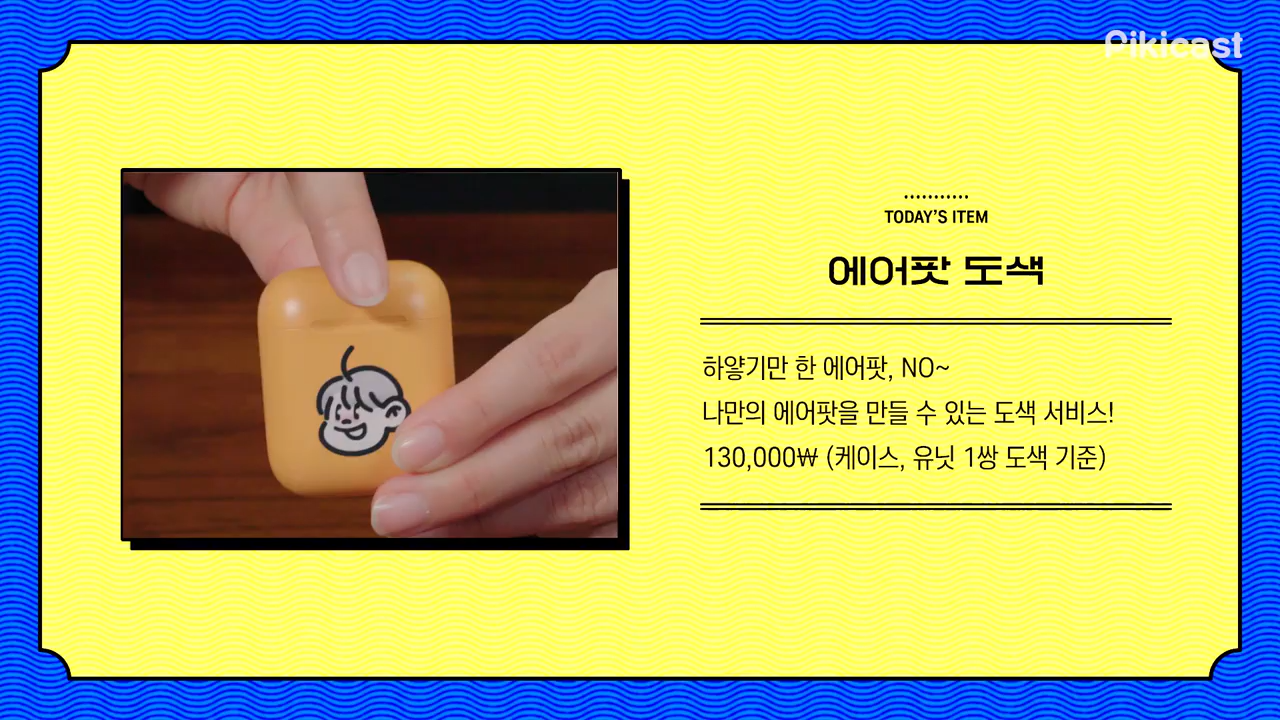 Pikicast
TODAY'S ITEM
에어팟 도색
하얗기만 한 에어팟, NO~
나만의 에어팟을 만들 수 있는 도색 서비스!
130,000₩ (케이스, 유닛 1쌍 도색 기준)